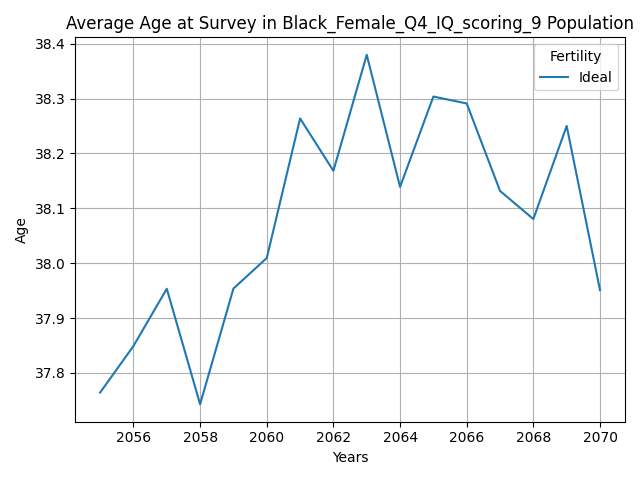 Average Age at Survey in Black_Female_Q4_IQ_scoring_9 Population
Fertility
Ideal
Age
38.4
38.3
38.2
38.1
38.0
37.9
37.8
2056 2058 2060 2062 2064 2066 2068 2070
Years